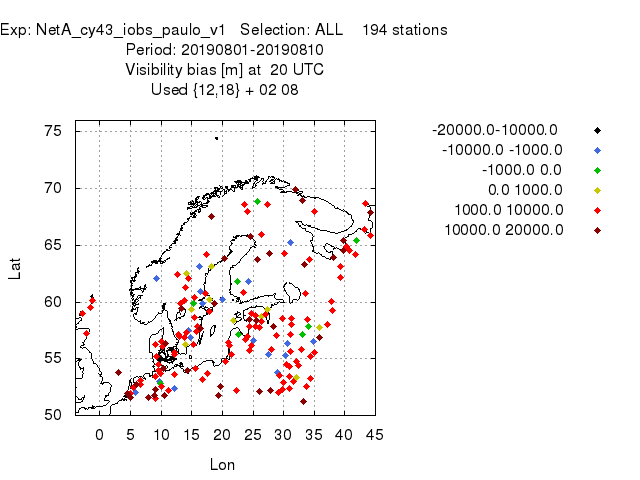 Exp: NetA_cy43_iobs_paulo_v1 Selection: ALL 194 stations
Period: 20190801-20190810
Visibility bias [m] at 20 UTC
Used {12,18} + 02 08
-20000.0-10000.0
-10000.0 -1000.0
-1000.0 0.0
0.0 1000.0
1000.0 10000.0
10000.0 20000.0
75
70
65
60
55
50
Lat
0 5 10 15 20 25 30 35 40 45
Lon